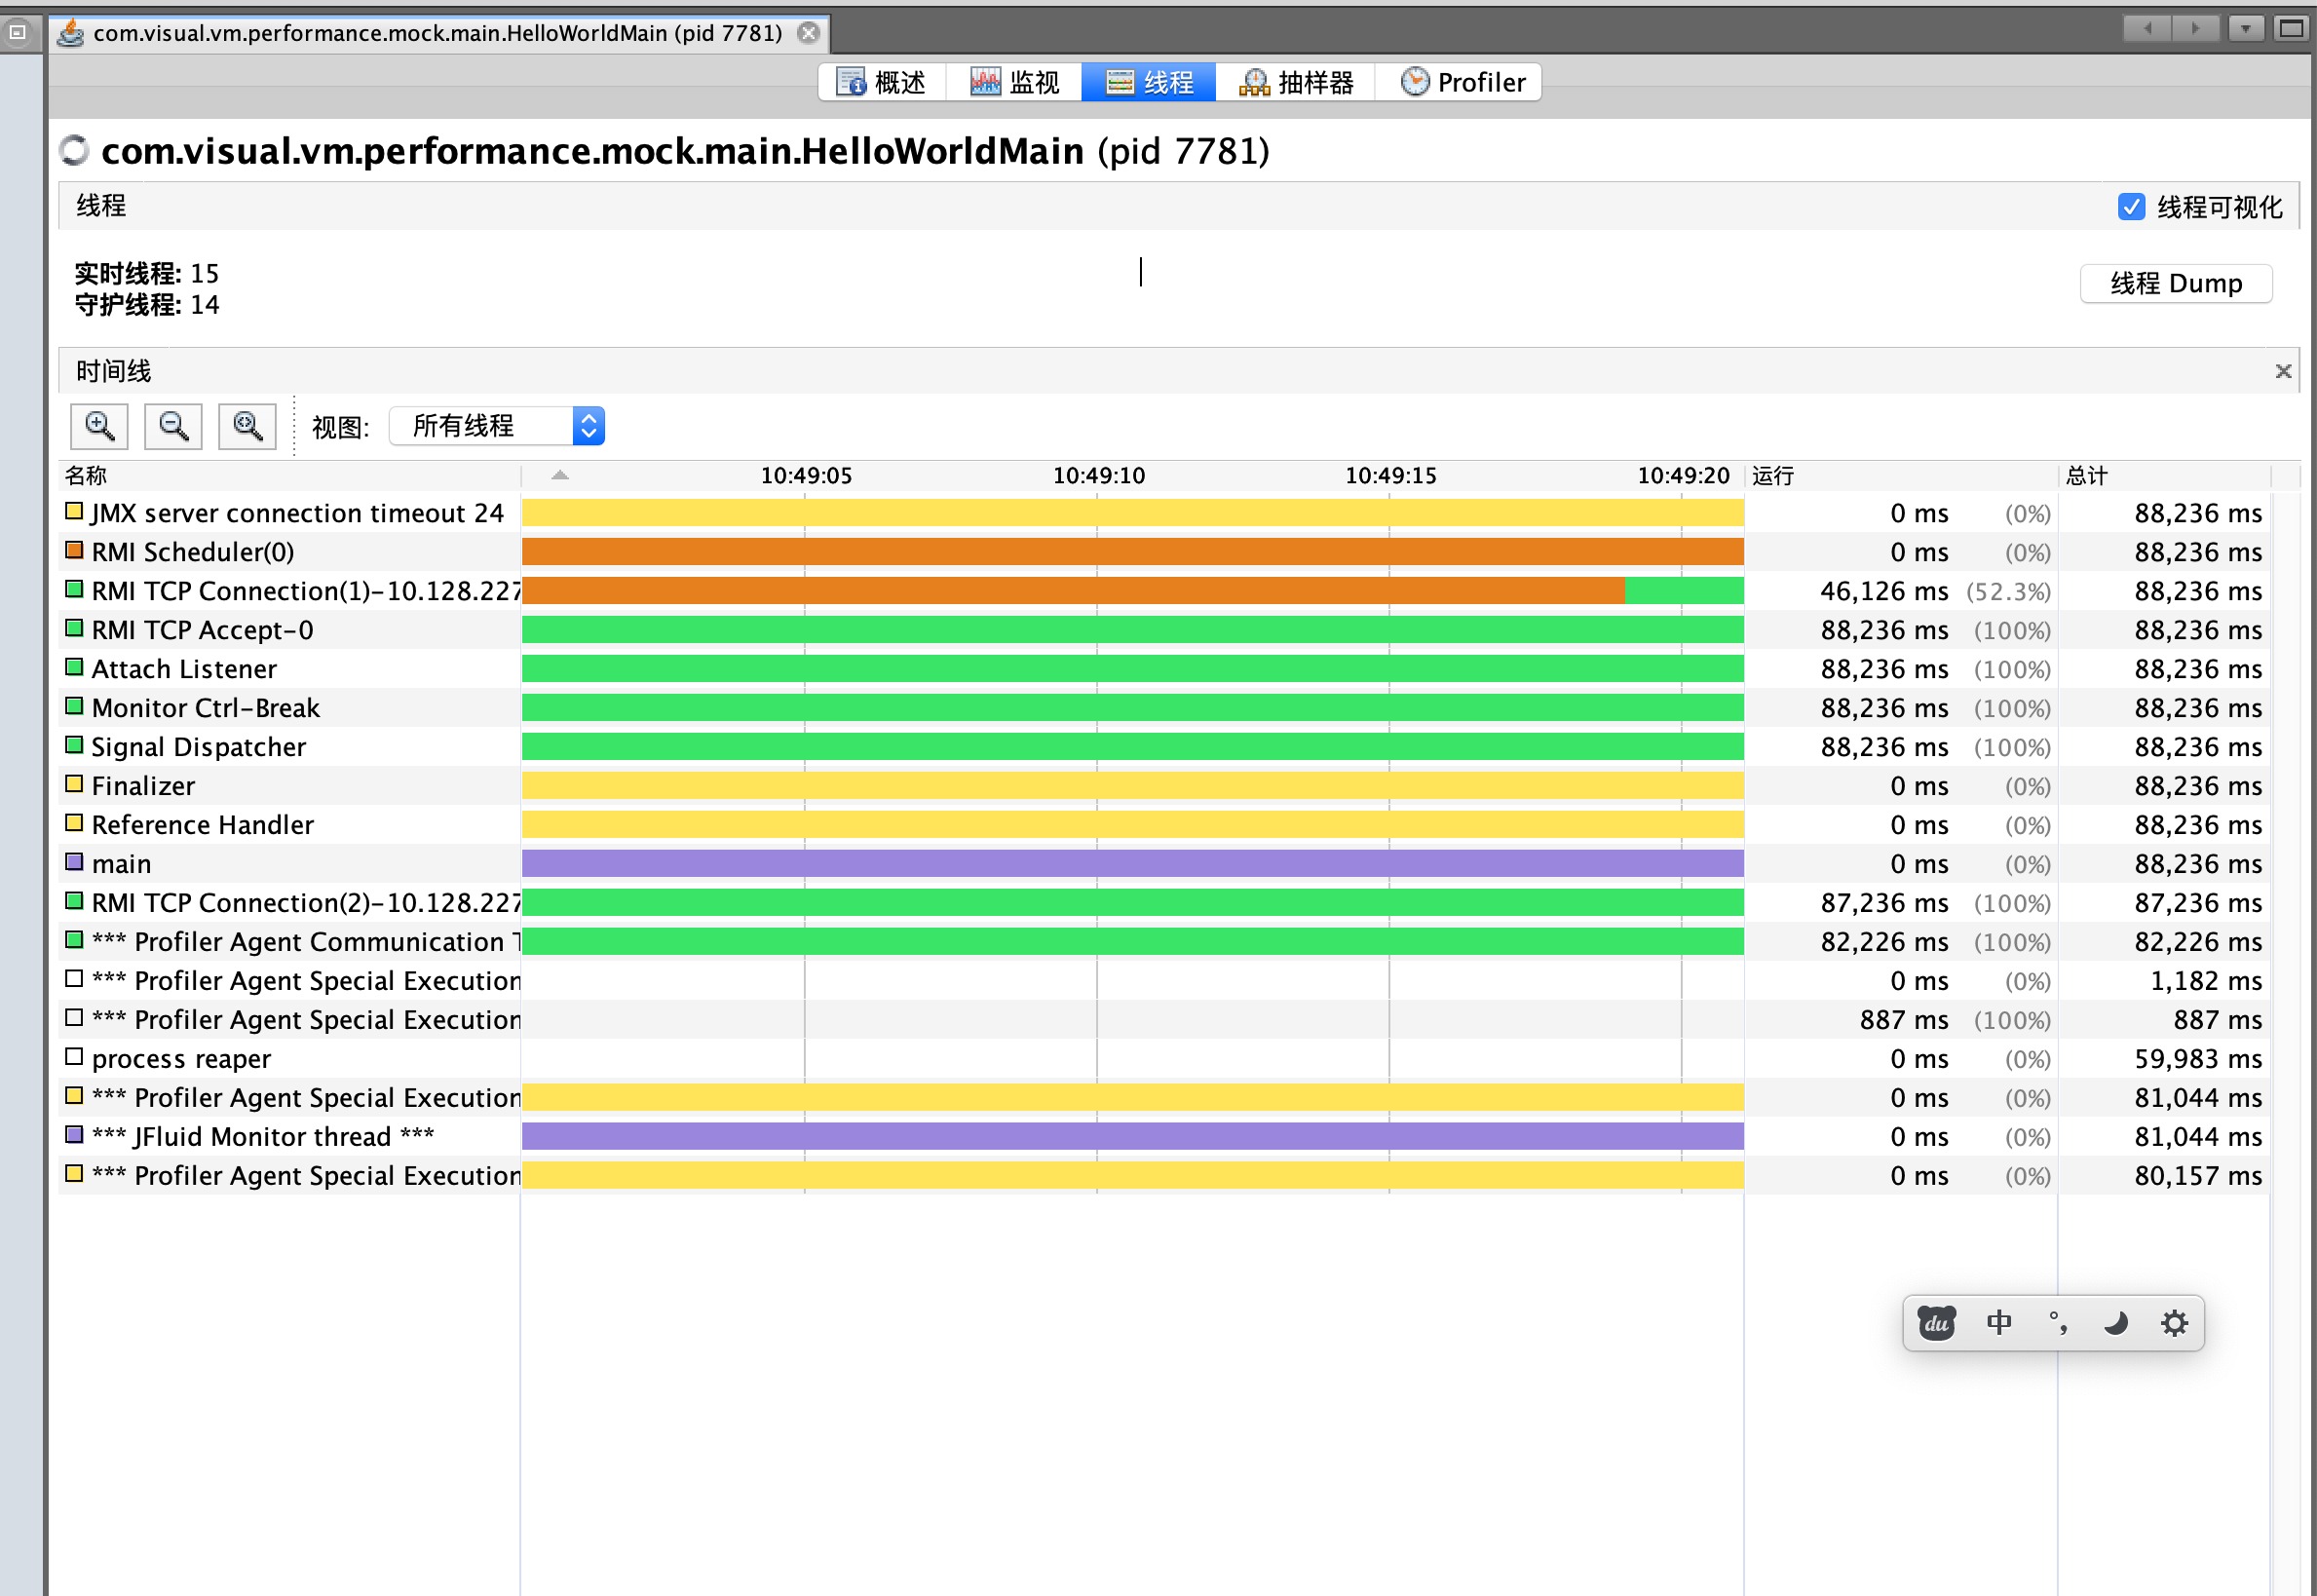 com.visual.vm.performance.mock.main.HelloWorldMain (pid 7781)
概述 监视 线程 抽样器 Profiler
com.visual.vm.performance.mock.main.HelloWorldMain (pid 7781)
线程 线程可视化
实时线程: 15
守护线程: 14
线程 Dump
时间线
视图: 所有线程
名称 10:49:05 10:49:10 10:49:15 10:49:20 运行 总计
JMX server connection timeout 24 0 ms (0%) 88,236 ms
RMI Scheduler(0) 0 ms (0%) 88,236 ms
RMI TCP Connection(1)-10.128.227 46,126 ms (52.3%) 88,236 ms
RMI TCP Accept-0 88,236 ms (100%) 88,236 ms
Attach Listener 88,236 ms (100%) 88,236 ms
Monitor Ctrl-Break 88,236 ms (100%) 88,236 ms
Signal Dispatcher 88,236 ms (100%) 88,236 ms
Finalizer 0 ms (0%) 88,236 ms
Reference Handler 0 ms (0%) 88,236 ms
main 0 ms (0%) 88,236 ms
RMI TCP Connection(2)-10.128.227 87,236 ms (100%) 87,236 ms
*** Profiler Agent Communication T 82,226 ms (100%) 82,226 ms
*** Profiler Agent Special Execution 0 ms (0%) 1,182 ms
*** Profiler Agent Special Execution 887 ms (100%) 887 ms
process reaper 0 ms (0%) 59,983 ms
*** Profiler Agent Special Execution 0 ms (0%) 81,044 ms
*** JFluid Monitor thread *** 0 ms (0%) 81,044 ms
*** Profiler Agent Special Execution 0 ms (0%) 80,157 ms
du 中 °,